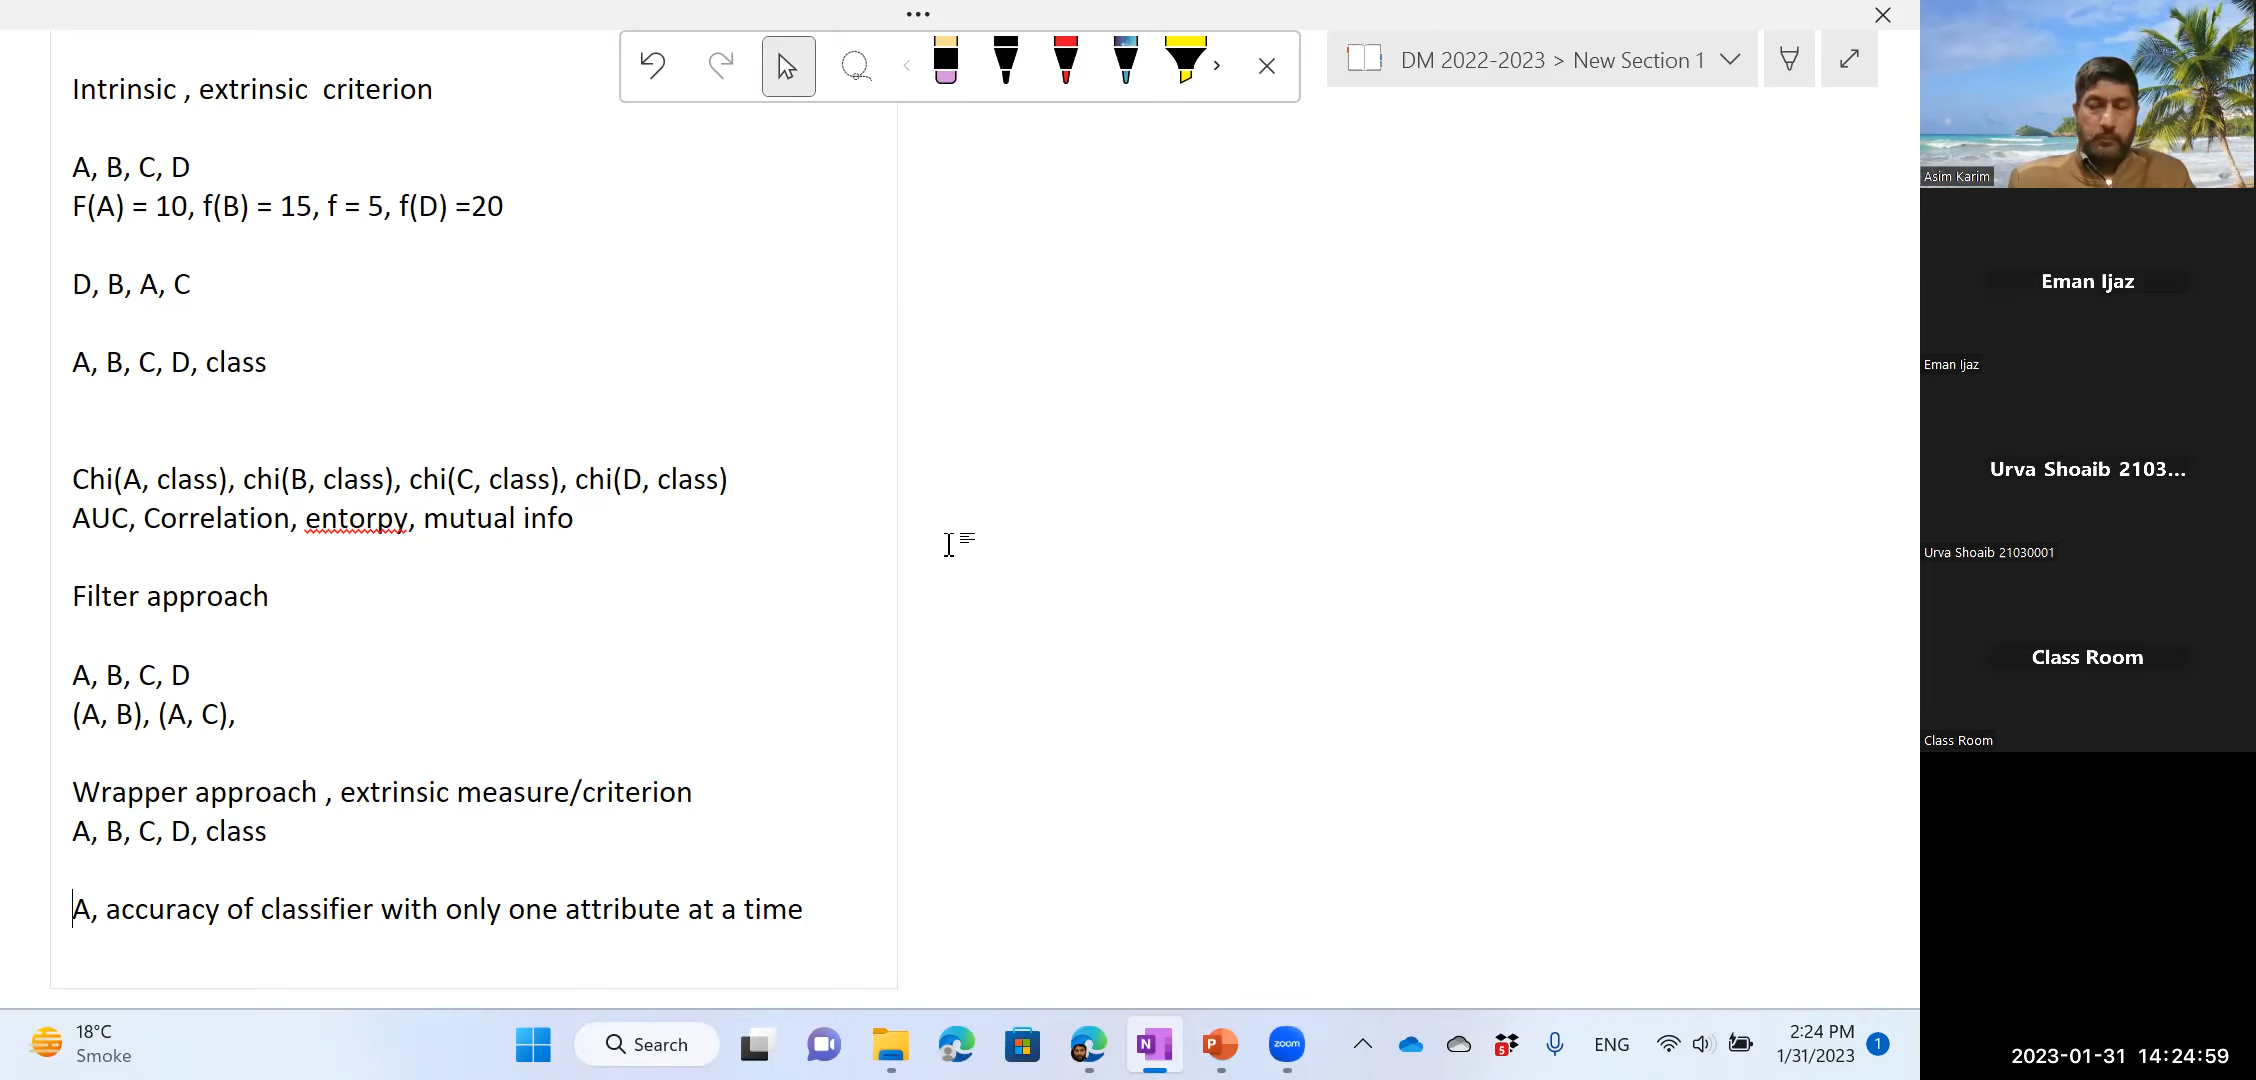 Intrinsic , extrinsic  criterion
A, B, C, D
F(A) = 10, f(B) = 15, f = 5, f(D) =20
D, B, A, C
A, B, C, D, class
Chi(A, class), chi(B, class), chi(C, class), chi(D, class)
AUC, Correlation, entorpy, mutual info
Filter approach
A, B, C, D
(A, B), (A, C),
Wrapper approach , extrinsic measure/criterion
A, B, C, D, class
A, accuracy of classifier with only one attribute at a time
DM 2022-2023 > New Section 1
Asim Karim
Eman Ijaz
Eman Ijaz
Urva Shoaib 2103...
Urva Shoaib 21030001
Class Room
Class Room
18°C
Smoke
Search
N
P
zoom
5
ENG
2:24 PM
1/31/2023
1
2023-01-31 14:24:59